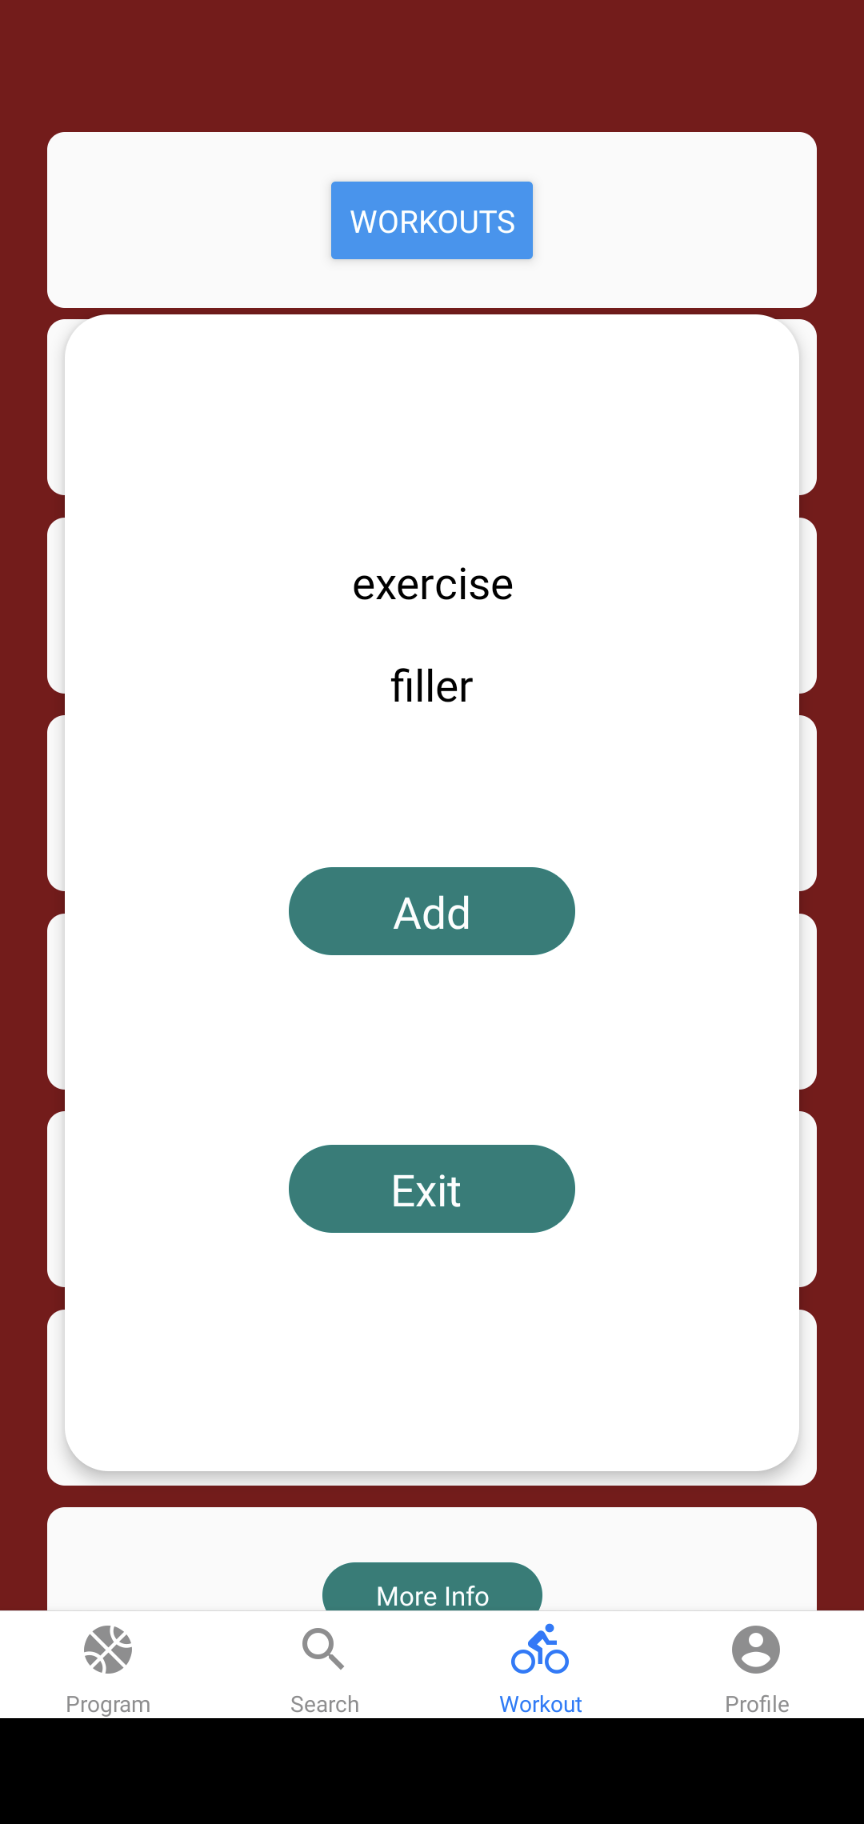 WORKOUTS
exercise
filler
Add
Exit
More Info
Program
Search
Workout
Profile